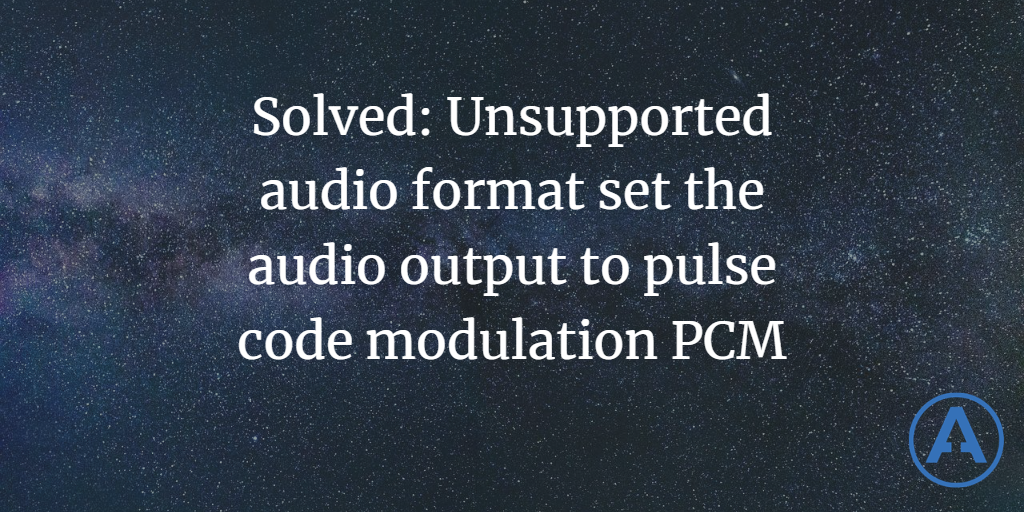 Solved: Unsupported
audio format set the
audio output to pulse
code modulation PCM
A